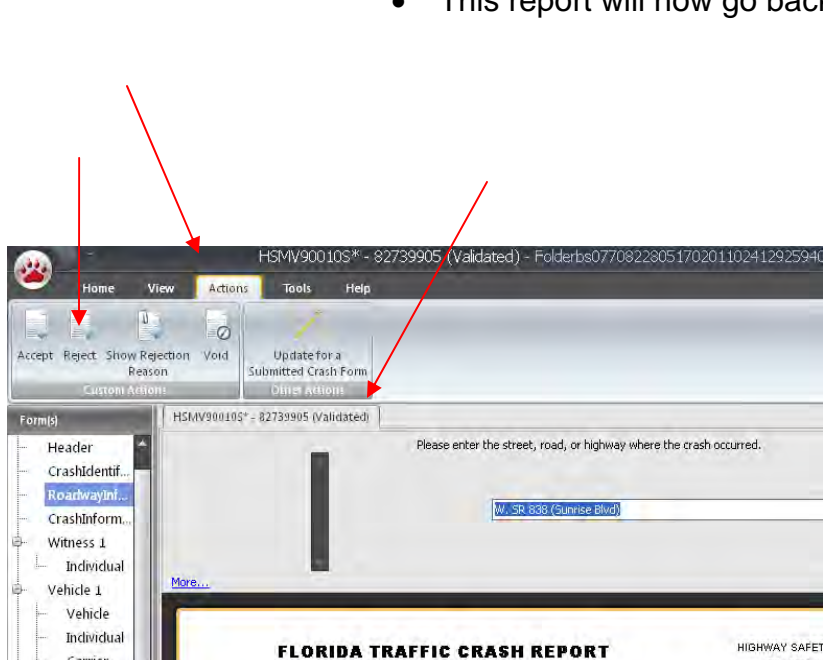 • This report will now go back
HSMV90010S* - 82739905 (Validated) - Folderbs0770822805170201102412925940
Home View Actions Tools Help
Accept Reject Show Rejection Reason Void Update for a Submitted Crash Form
Custom Actions Other Actions
Form(s) HSMV90010S* - 82739905 (Validated)
Header Please enter the street, road, or highway where the crash occurred.
CrashIdentif...
RoadwayInf...
W. SR 838 (Sunrise Blvd)
CrashInform...
Witness 1
Individual
Vehicle 1
More...
Vehicle
Individual
FLORIDA TRAFFIC CRASH REPORT HIGHWAY SAFET
Carrier